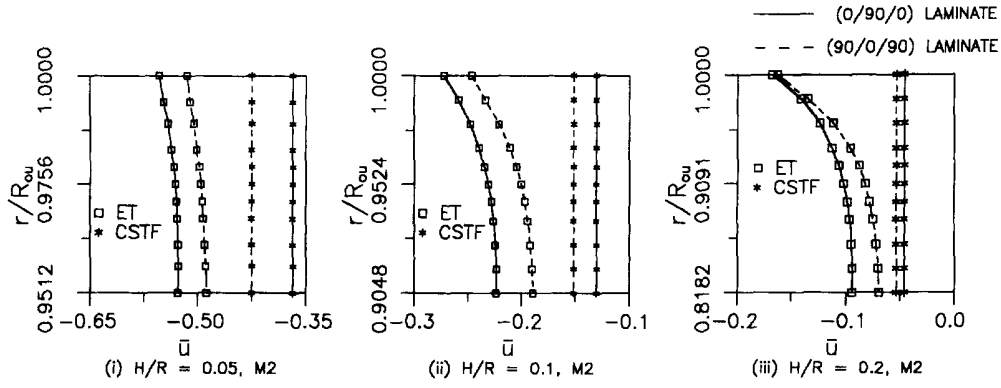 (0/90/0) LAMINATE
(90/0/90) LAMINATE
1.0000
0.9756
0.9512
r/Rou
ET
CSTF
−0.65
−0.50
−0.35
ū
(i) H/R = 0.05, M2
1.0000
0.9524
0.9048
r/Rou
ET
CSTF
−0.3
−0.2
−0.1
ū
(ii) H/R = 0.1, M2
1.0000
0.9091
0.8182
r/Rou
ET
CSTF
−0.2
−0.1
0.0
ū
(iii) H/R = 0.2, M2